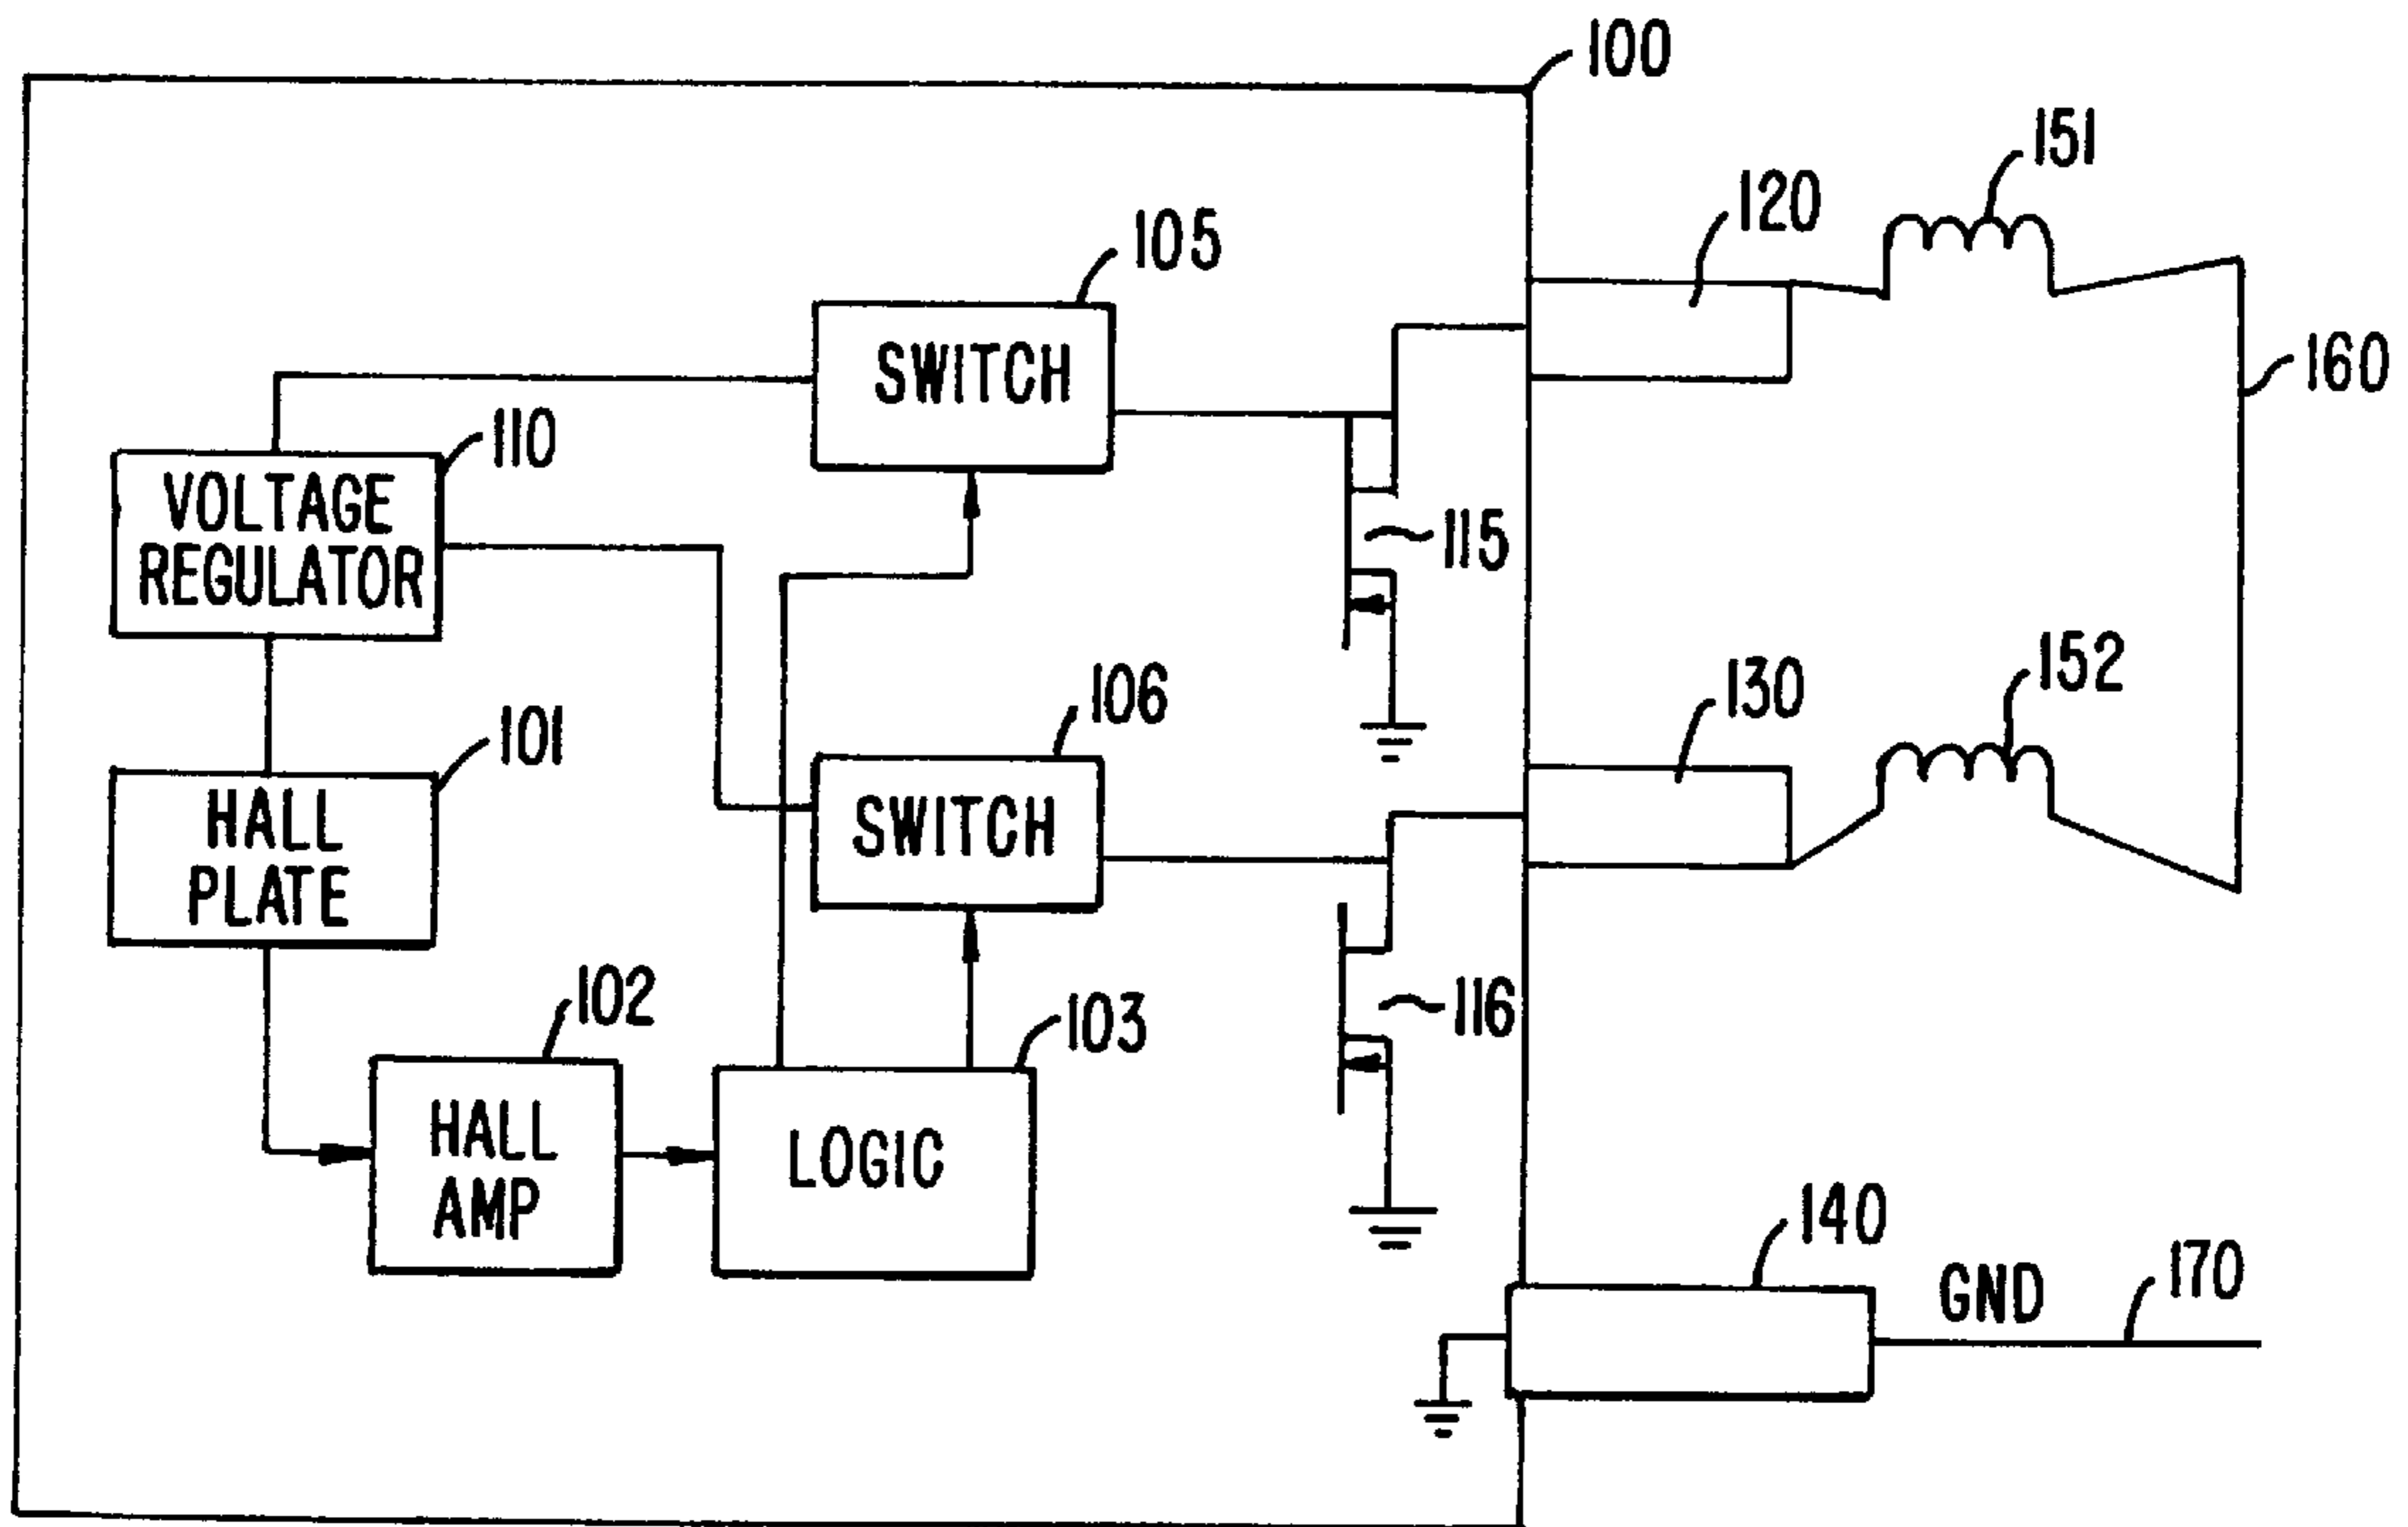 100
151
120
105
SWITCH
160
110
VOLTAGE
REGULATOR
115
152
130
106
101
HALL
PLATE
SWITCH
102
103
116
HALL
AMP
LOGIC
140
GND
170